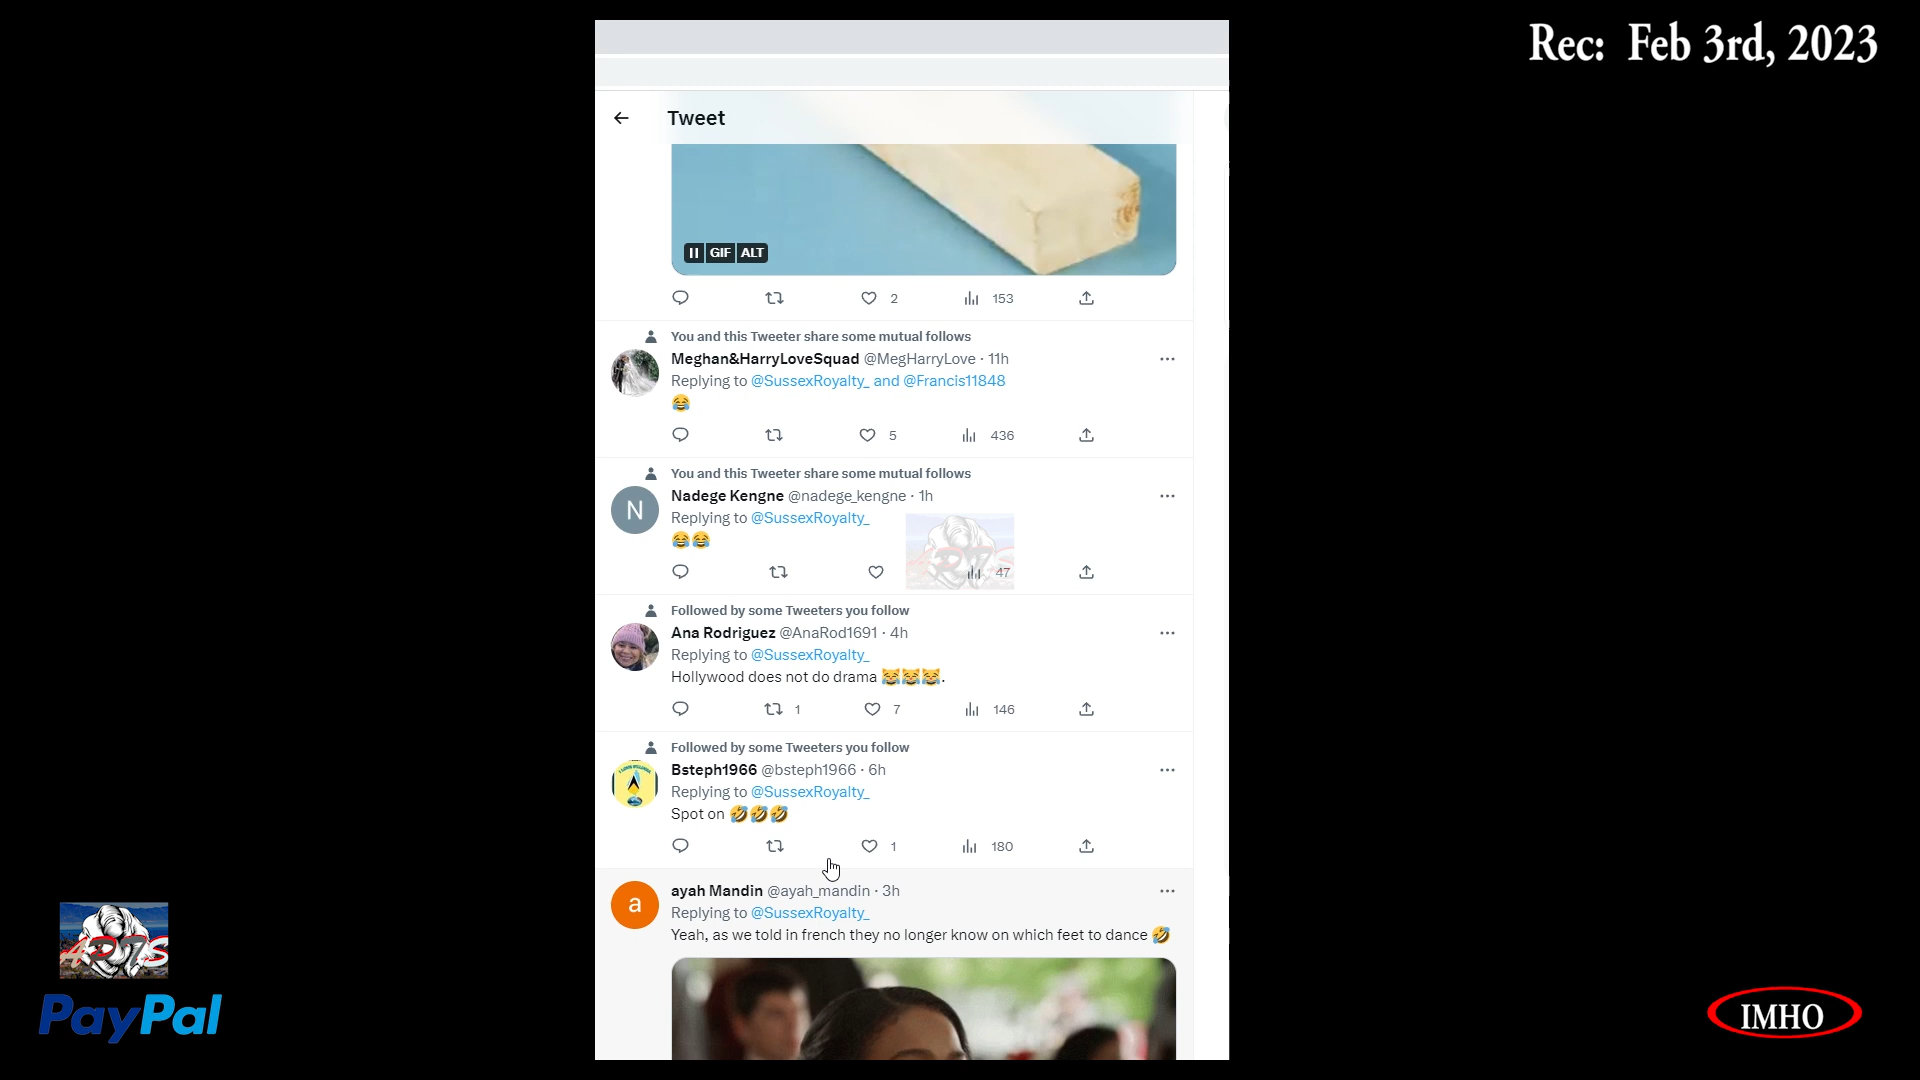 Rec: Feb 3rd, 2023
Tweet
GIF ALT
2 153
You and this Tweeter share some mutual follows
Meghan&HarryLoveSquad @MegHarryLove · 11h
Replying to @SussexRoyalty_ and @Francis11848
😂
5 436
You and this Tweeter share some mutual follows
N
Nadege Kengne @nadege_kengne · 1h
Replying to @SussexRoyalty_
😂😂
47
Followed by some Tweeters you follow
Ana Rodriguez @AnaRod1691 · 4h
Replying to @SussexRoyalty_
Hollywood does not do drama 😹😹😹.
1 7 146
Followed by some Tweeters you follow
Bsteph1966 @bsteph1966 · 6h
Replying to @SussexRoyalty_
Spot on 🤣🤣🤣
1 180
a
ayah Mandin @ayah_mandin · 3h
Replying to @SussexRoyalty_
Yeah, as we told in french they no longer know on which feet to dance 🤣
PayPal
IMHO